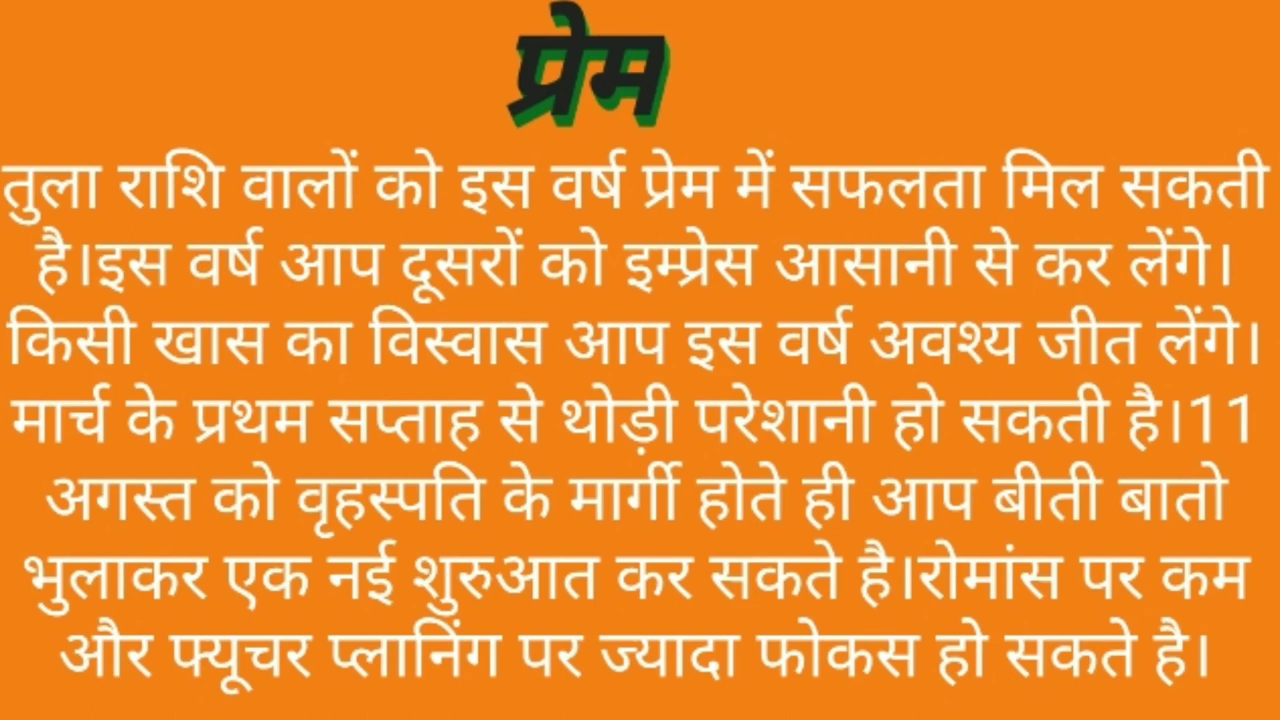 प्रेम
तुला राशि वालों को इस वर्ष प्रेम में सफलता मिल सकती
है।इस वर्ष आप दूसरों को इम्प्रेस आसानी से कर लेंगे।
किसी खास का विस्वास आप इस वर्ष अवश्य जीत लेंगे।
मार्च के प्रथम सप्ताह से थोड़ी परेशानी हो सकती है।11
अगस्त को वृहस्पति के मार्गी होते ही आप बीती बातो
भुलाकर एक नई शुरुआत कर सकते है।रोमांस पर कम
और फ्यूचर प्लानिंग पर ज्यादा फोकस हो सकते है।